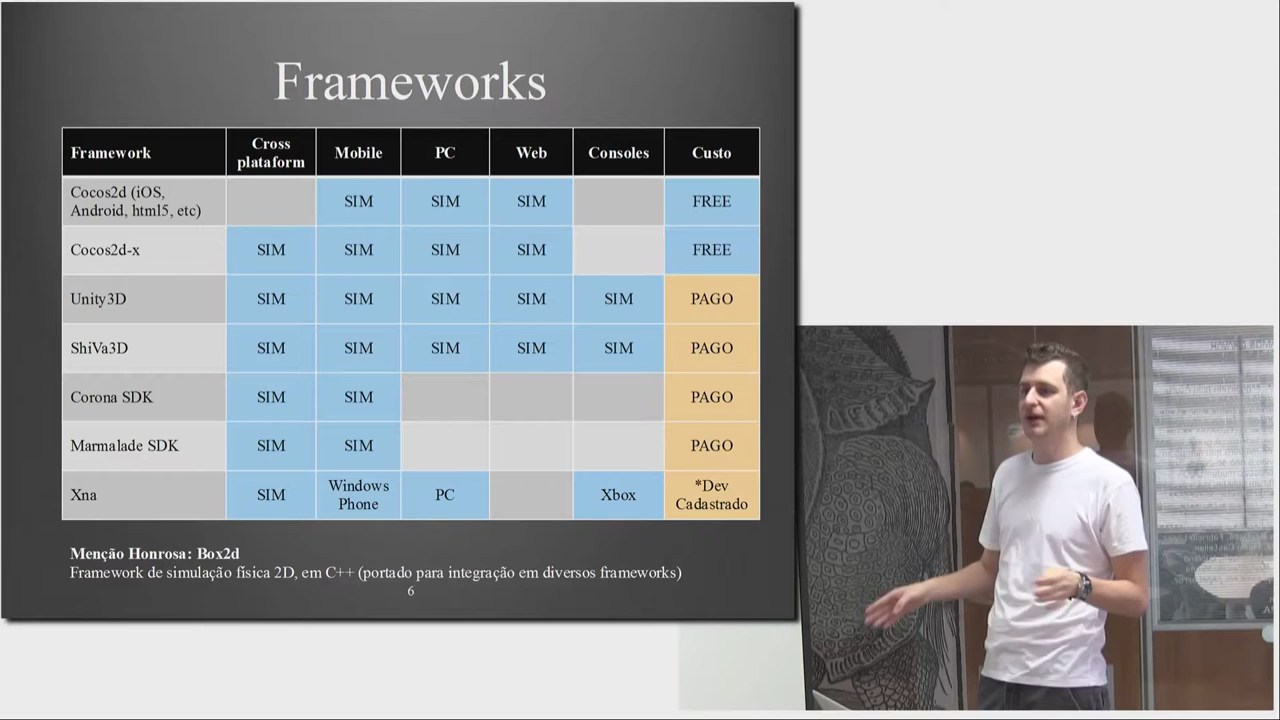 Frameworks
Framework Cross plataform Mobile PC Web Consoles Custo
Cocos2d (iOS, Android, html5, etc) SIM SIM SIM FREE
Cocos2d-x SIM SIM SIM SIM FREE
Unity3D SIM SIM SIM SIM SIM PAGO
ShiVa3D SIM SIM SIM SIM SIM PAGO
Corona SDK SIM SIM PAGO
Marmalade SDK SIM SIM PAGO
Xna SIM Windows Phone PC Xbox *Dev Cadastrado
Menção Honrosa: Box2d
Framework de simulação física 2D, em C++ (portado para integração em diversos frameworks)
6